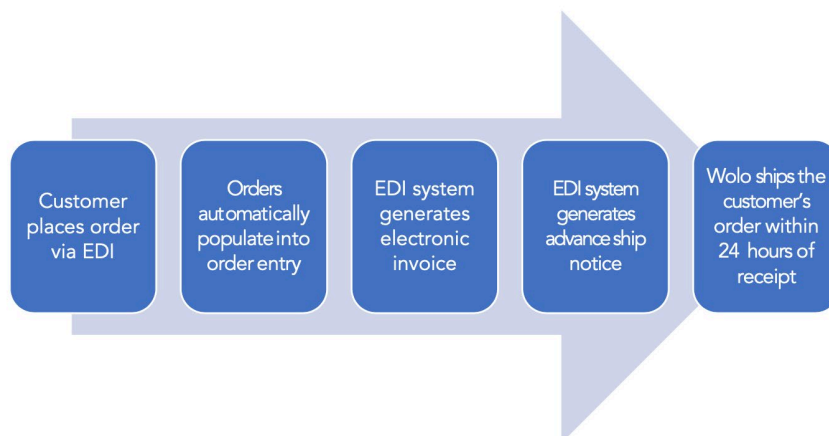 Customer
places order
via EDI
Orders
automatically
populate into
order entry
EDI system
generates
electronic
invoice
EDI system
generates
advance ship
notice
Wolo ships the
customer's
order within
24 hours of
receipt